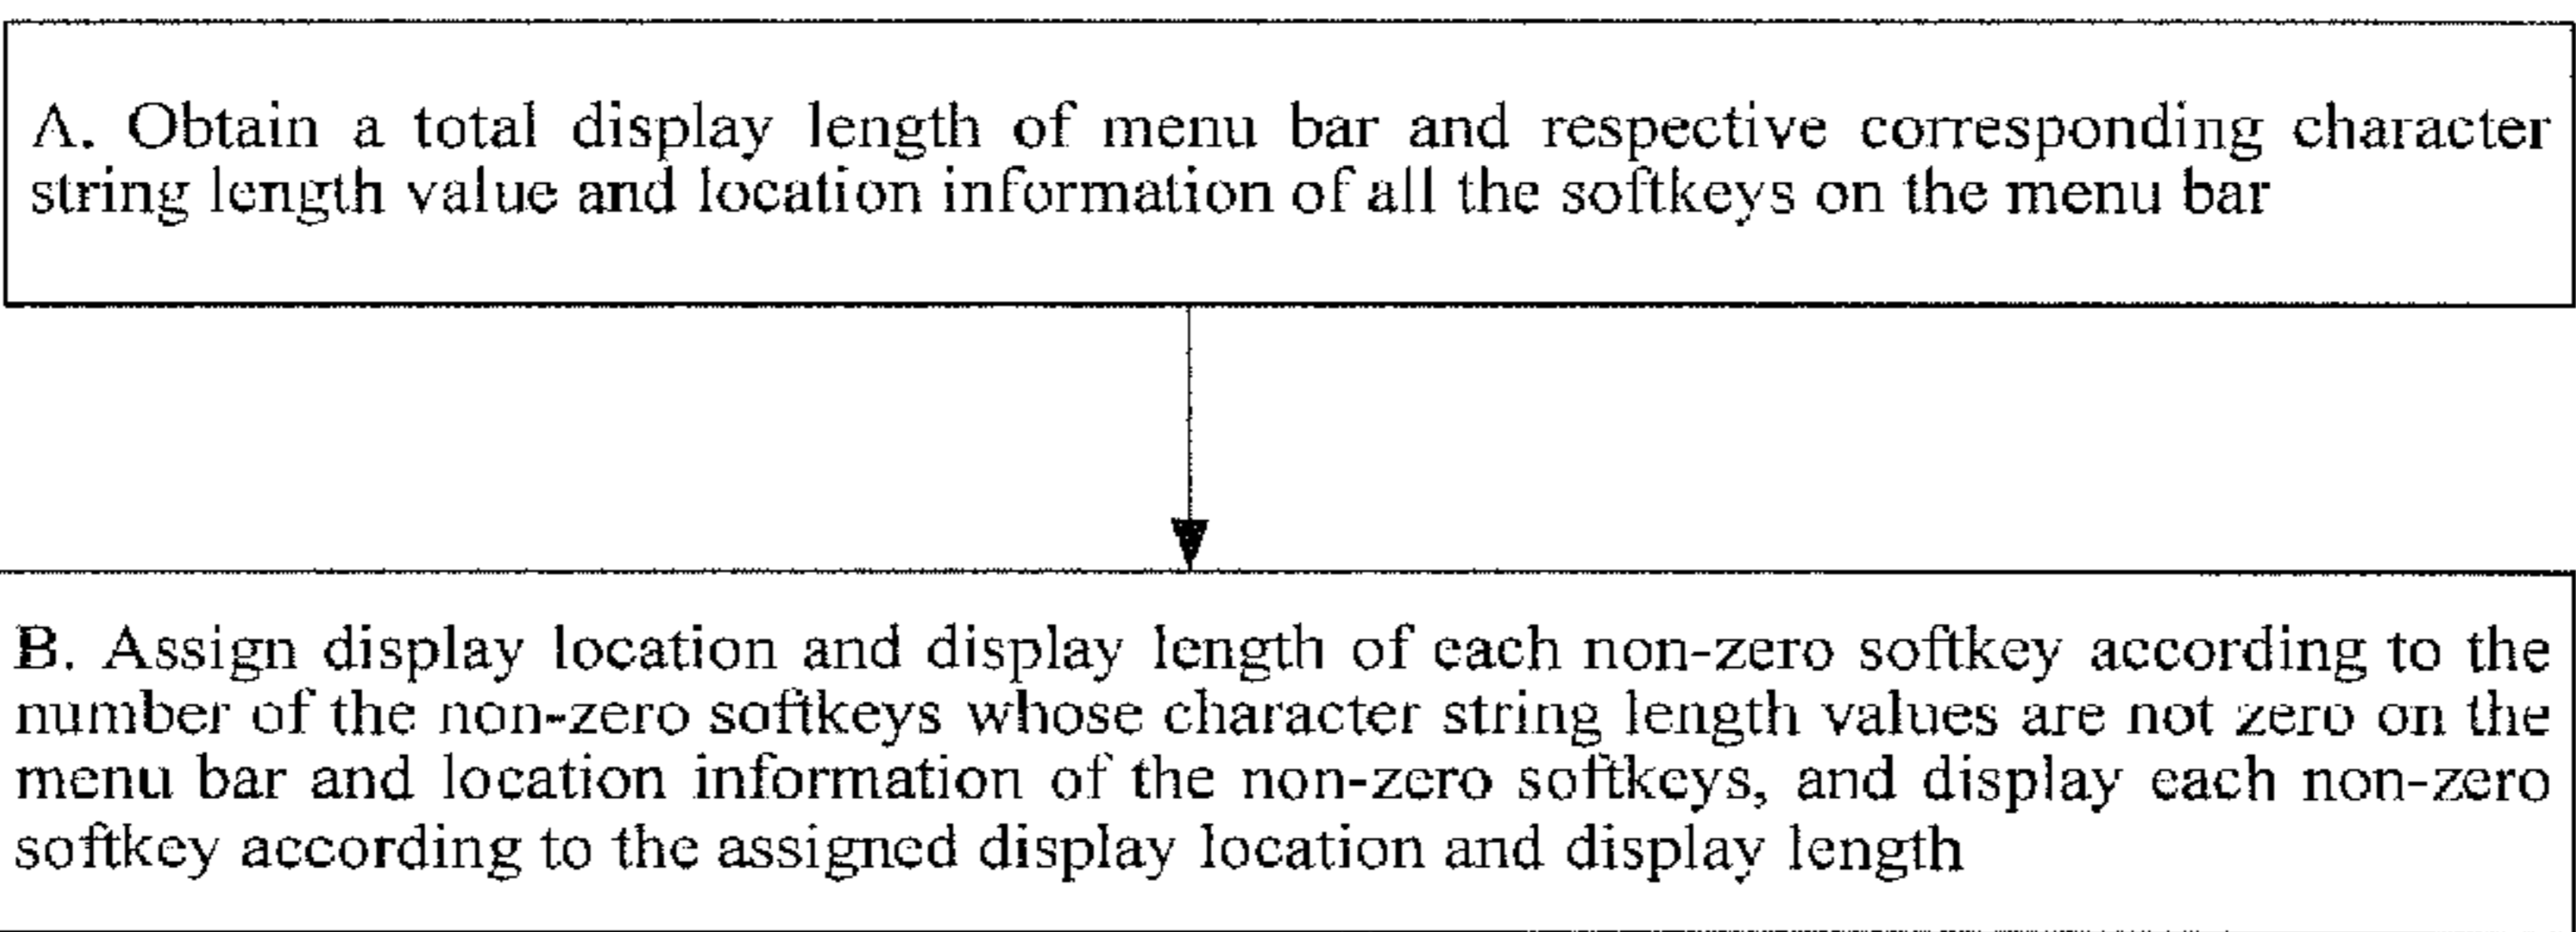 A. Obtain a total display length of menu bar and respective corresponding character
string length value and location information of all the softkeys on the menu bar
B. Assign display location and display length of each non-zero softkey according to the
number of the non-zero softkeys whose character string length values are not zero on the
menu bar and location information of the non-zero softkeys, and display each non-zero
softkey according to the assigned display location and display length